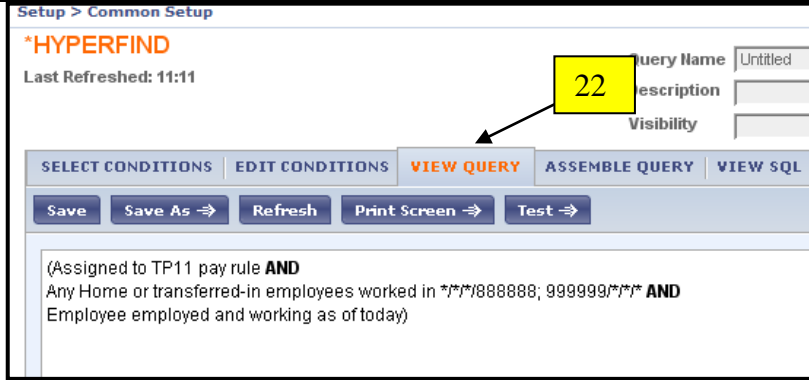 Setup > Common Setup
*HYPERFIND
Last Refreshed: 11:11
Query Name Untitled
Description
Visibility
22
SELECT CONDITIONS EDIT CONDITIONS VIEW QUERY ASSEMBLE QUERY VIEW SQL
Save Save As Refresh Print Screen Test
(Assigned to TP11 pay rule AND
Any Home or transferred-in employees worked in */*/*/888888; 999999/*/*/* AND
Employee employed and working as of today)